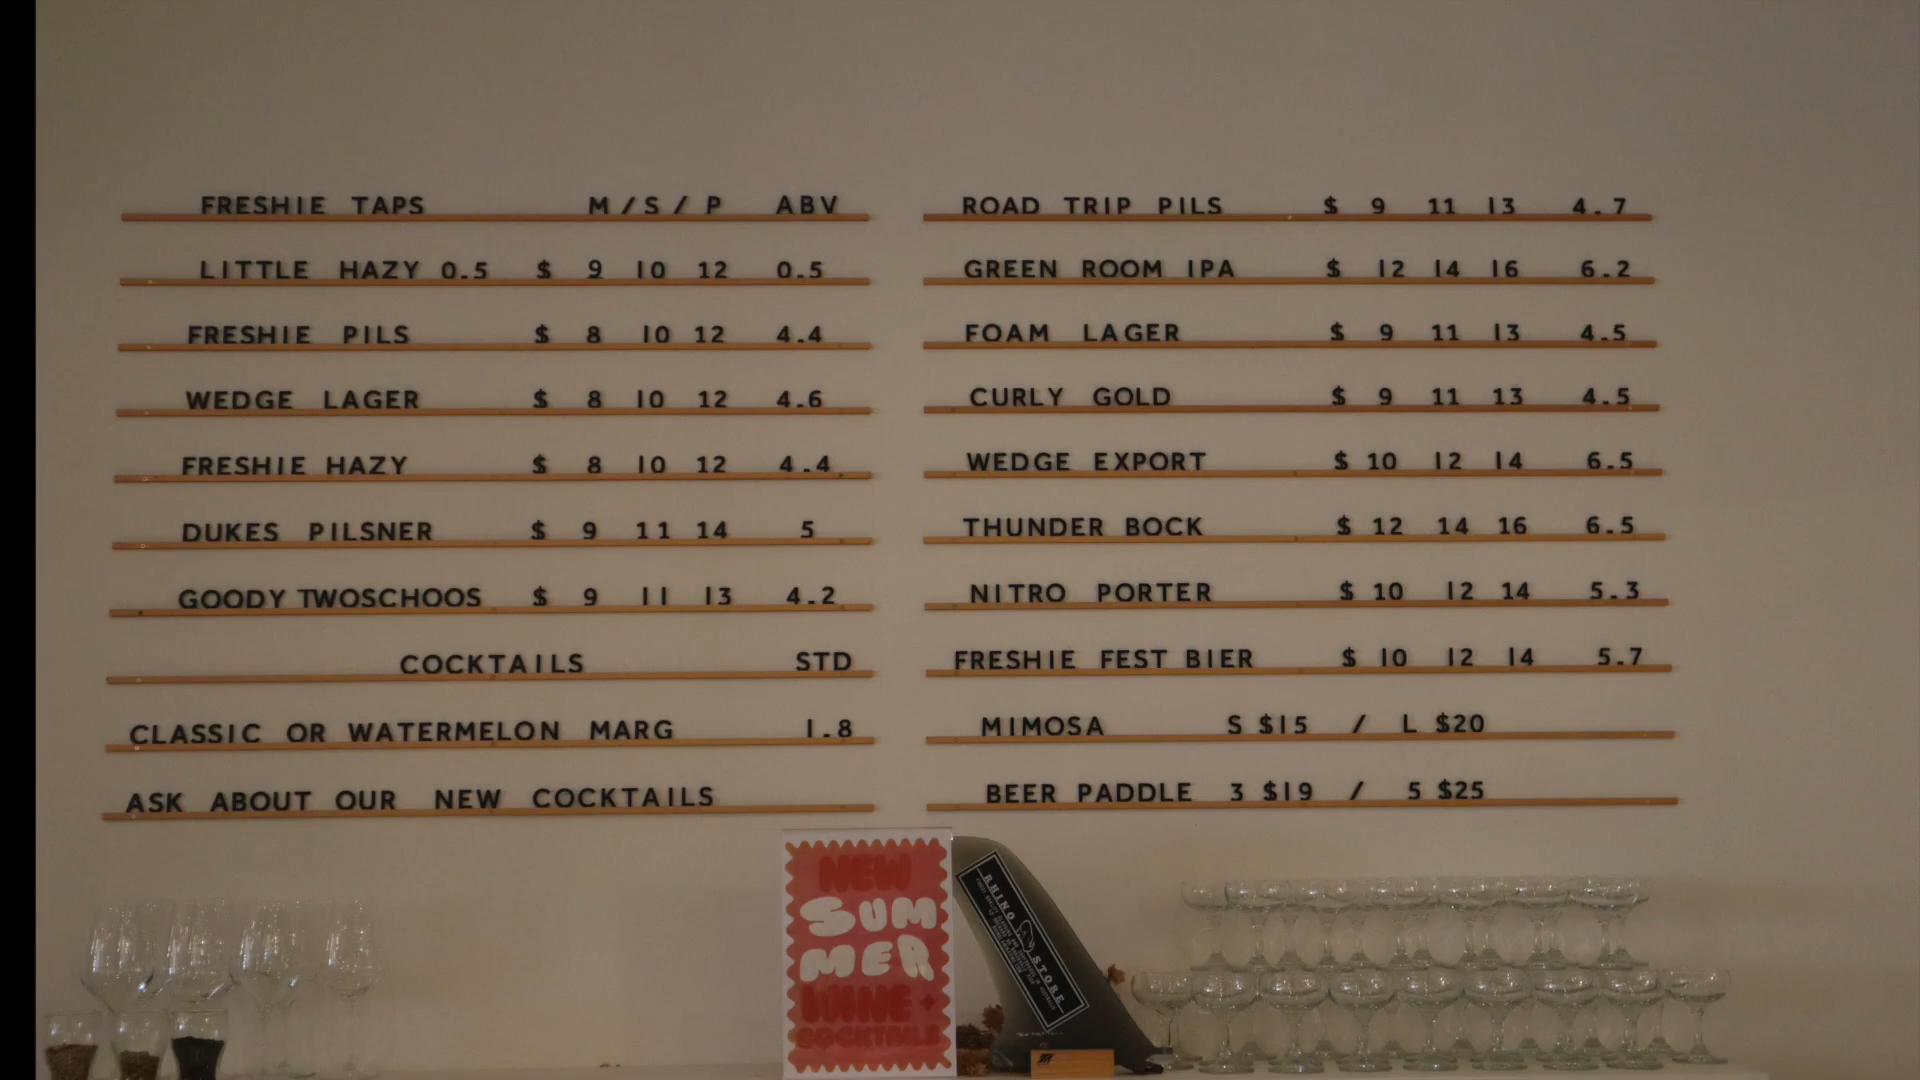 FRESHIE TAPS M / S / P ABV
LITTLE HAZY 0.5 $ 9 10 12 0.5
FRESHIE PILS $ 8 10 12 4.4
WEDGE LAGER $ 8 10 12 4.6
FRESHIE HAZY $ 8 10 12 4.4
DUKES PILSNER $ 9 11 14 5
GOODY TWOSCHOOS $ 9 11 13 4.2
COCKTAILS STD
CLASSIC OR WATERMELON MARG 1.8
ASK ABOUT OUR NEW COCKTAILS
ROAD TRIP PILS $ 9 11 13 4.7
GREEN ROOM IPA $ 12 14 16 6.2
FOAM LAGER $ 9 11 13 4.5
CURLY GOLD $ 9 11 13 4.5
WEDGE EXPORT $ 10 12 14 6.5
THUNDER BOCK $ 12 14 16 6.5
NITRO PORTER $ 10 12 14 5.3
FRESHIE FEST BIER $ 10 12 14 5.7
MIMOSA S $15 / L $20
BEER PADDLE 3 $19 / 5 $25
NEW
SUM
MER
WINE +
COCKTAILS
RHINO STORE